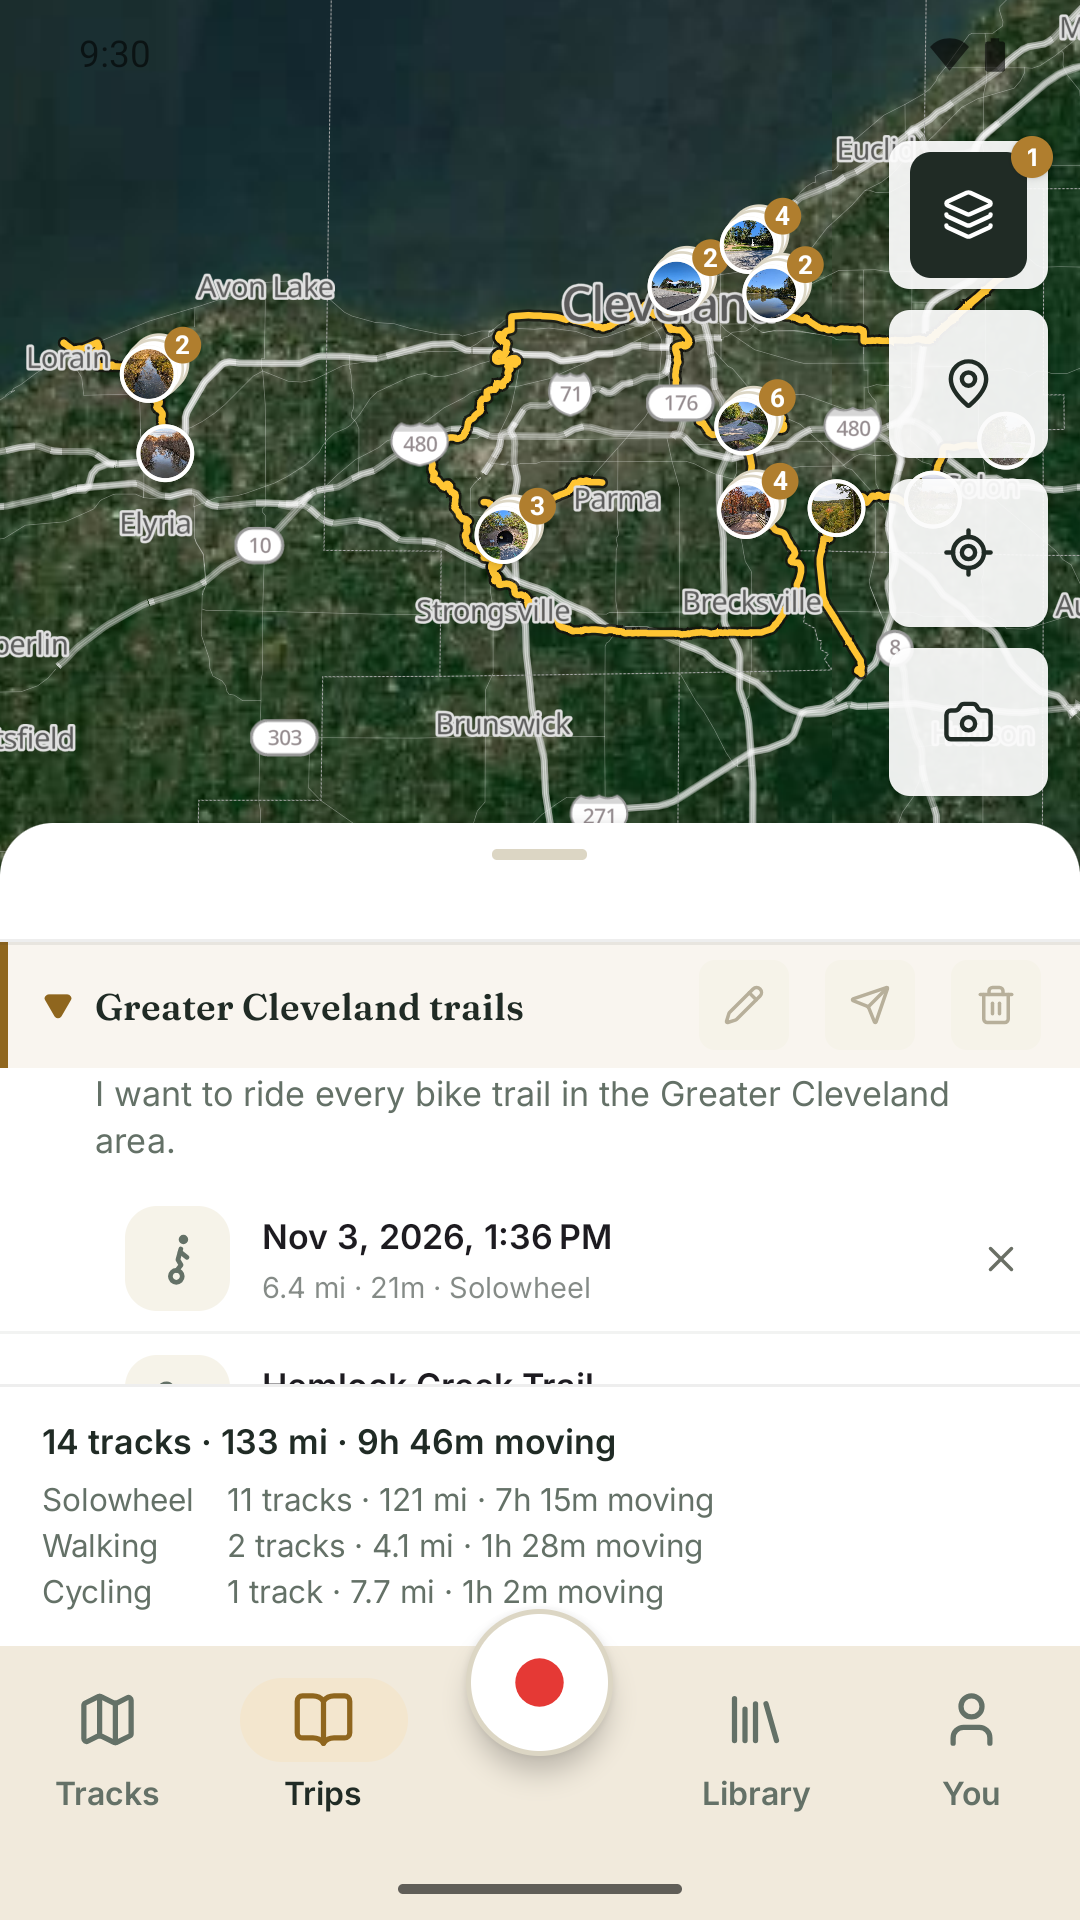 9:30
Euclid
1
4
2
2
Cleveland
Avon Lake
Lorain
2
71
176
6
480
480
Parma
3
4
Solon
Elyria
10
Strongsville
Brecksville
8
Brunswick
303
271
Greater Cleveland trails
I want to ride every bike trail in the Greater Cleveland
area.
Nov 3, 2026, 1:36 PM
6.4 mi · 21m · Solowheel
Hemlock Creek Trail
14 tracks · 133 mi · 9h 46m moving
Solowheel 11 tracks · 121 mi · 7h 15m moving
Walking 2 tracks · 4.1 mi · 1h 28m moving
Cycling 1 track · 7.7 mi · 1h 2m moving
Tracks
Trips
Library
You